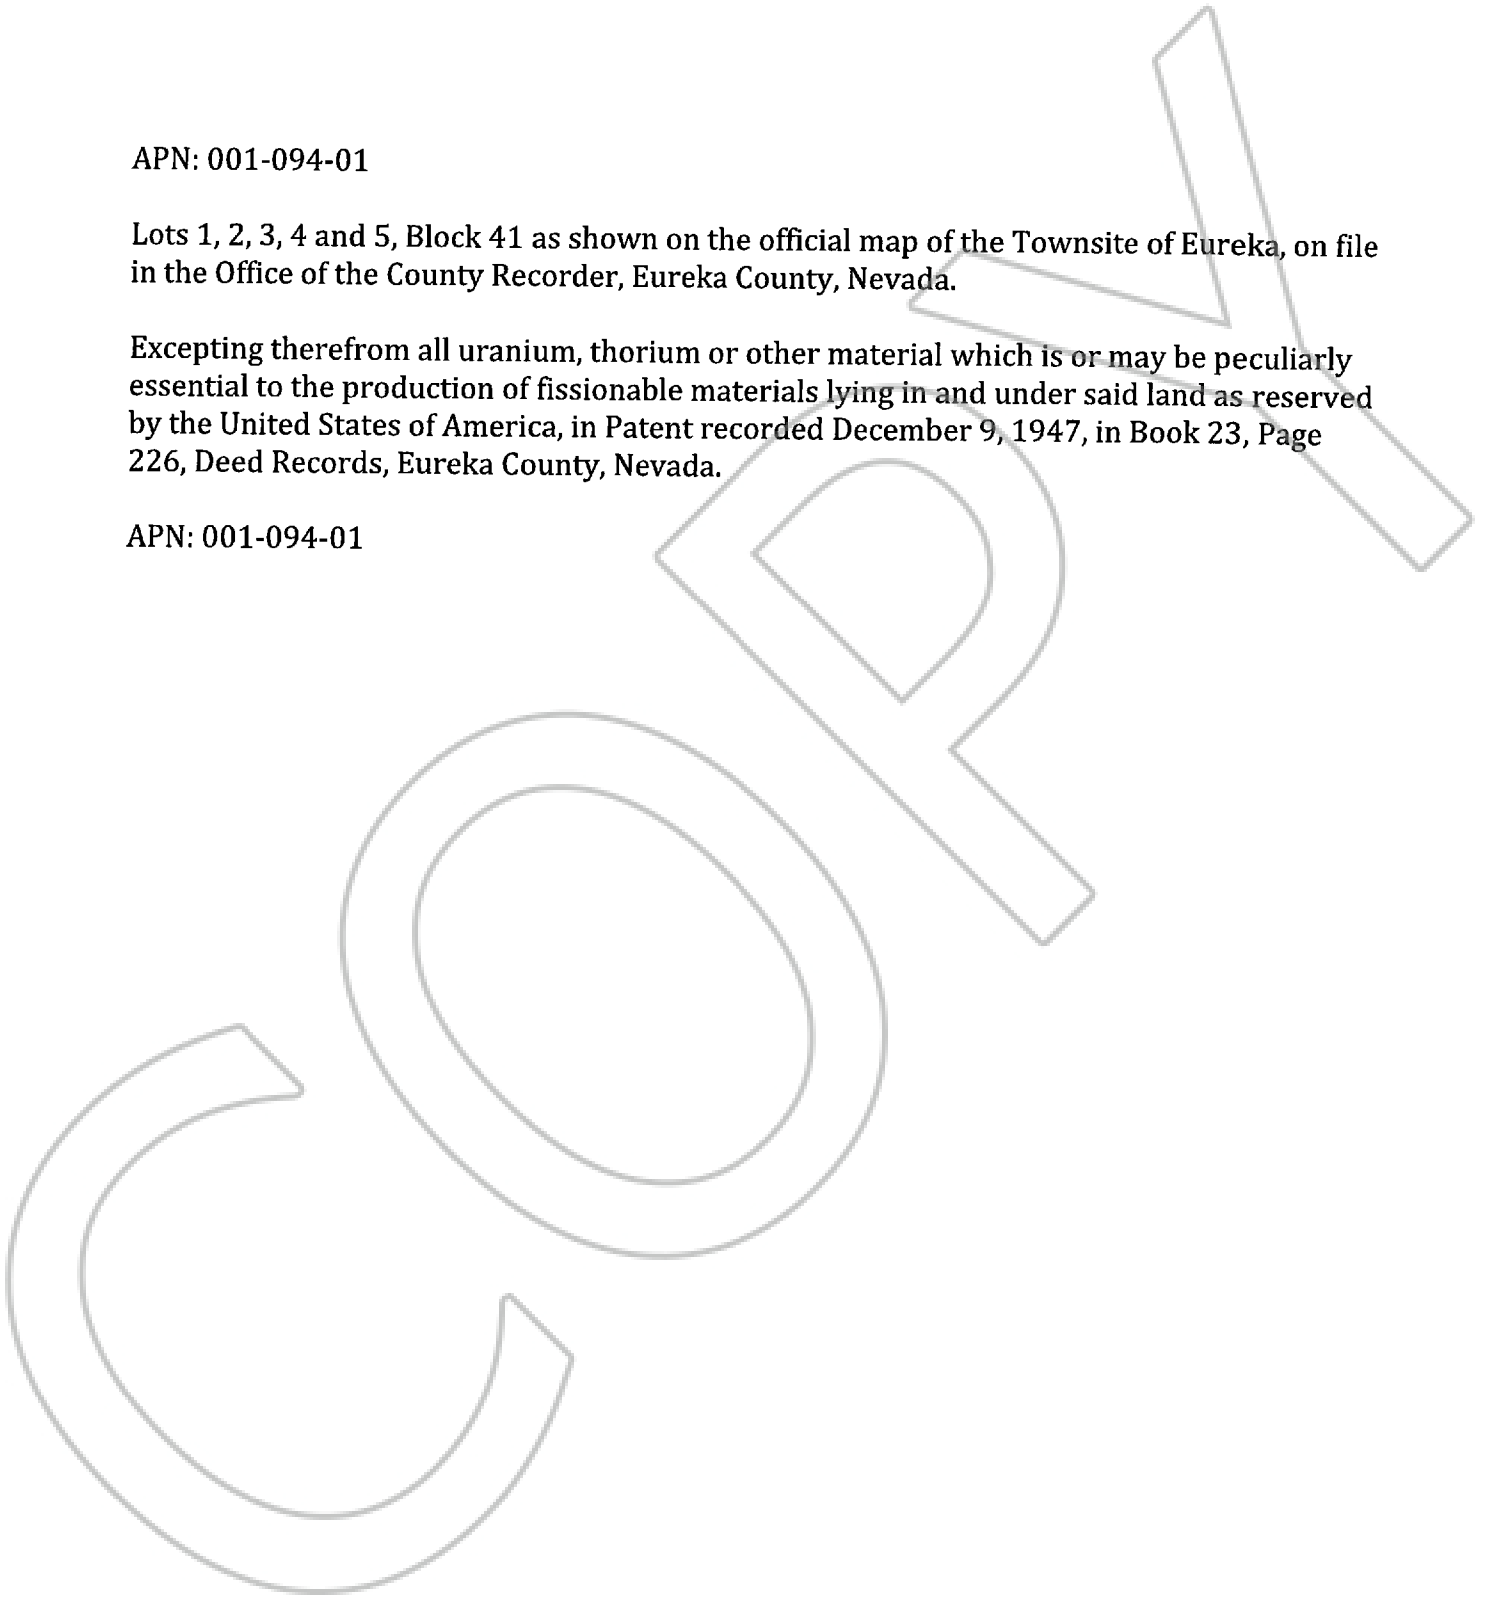 APN: 001-094-01
Lots 1, 2, 3, 4 and 5, Block 41 as shown on the official map of the Townsite of Eureka, on file
in the Office of the County Recorder, Eureka County, Nevada.
Excepting therefrom all uranium, thorium or other material which is or may be peculiarly
essential to the production of fissionable materials lying in and under said land as reserved
by the United States of America, in Patent recorded December 9, 1947, in Book 23, Page
226, Deed Records, Eureka County, Nevada.
APN: 001-094-01
COPY